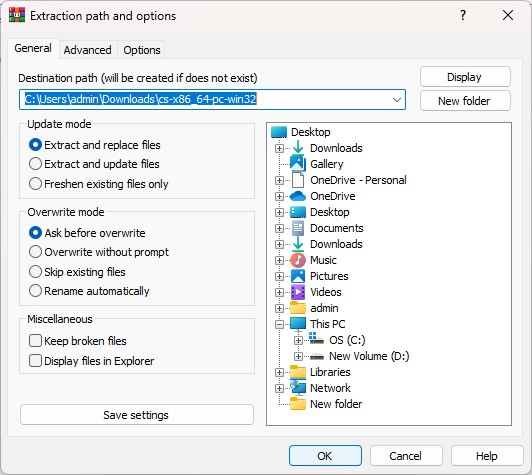 Extraction path and options
?
General
Advanced
Options
Destination path (will be created if does not exist)
C:\Users\admin\Downloads\cs-x86_64-pc-win32
Display
New folder
Update mode
Extract and replace files
Extract and update files
Freshen existing files only
Overwrite mode
Ask before overwrite
Overwrite without prompt
Skip existing files
Rename automatically
Miscellaneous
Keep broken files
Display files in Explorer
Save settings
Desktop
Downloads
Gallery
OneDrive - Personal
OneDrive
Desktop
Documents
Downloads
Music
Pictures
Videos
admin
This PC
OS (C:)
New Volume (D:)
Libraries
Network
New folder
OK
Cancel
Help